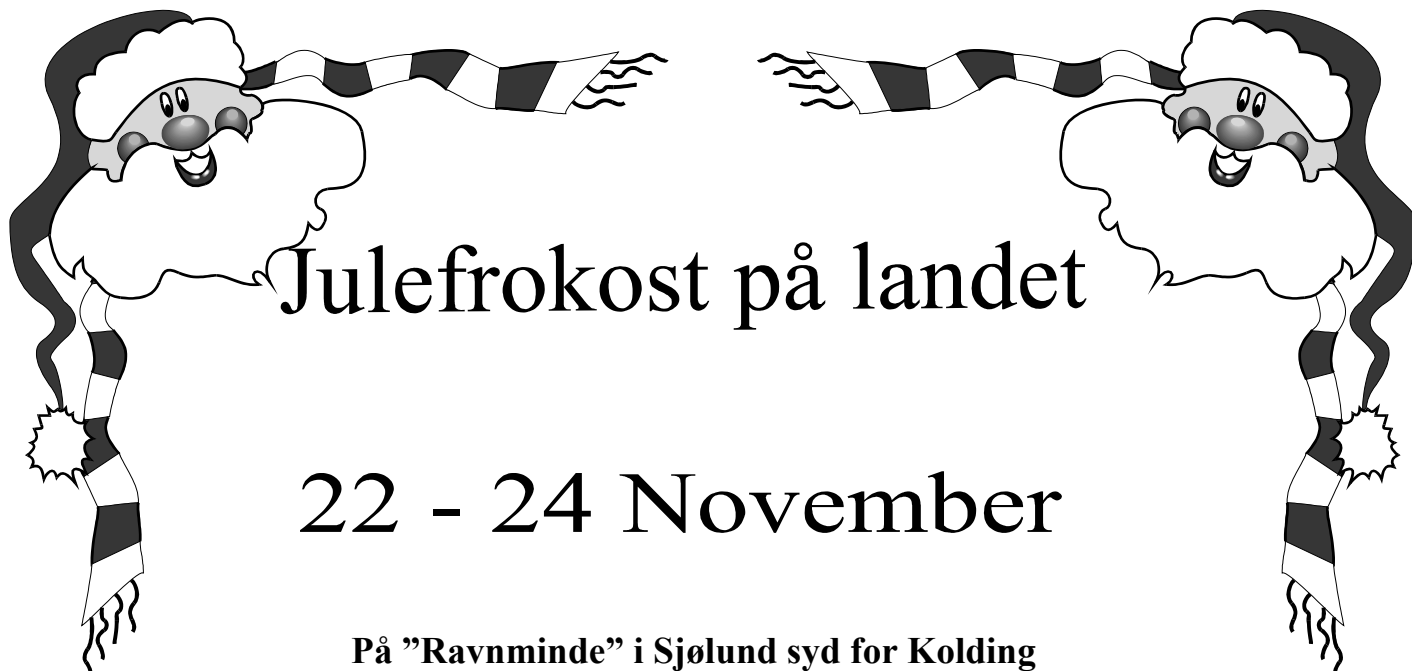 Julefrokost på landet
22 - 24 November
På ”Ravnminde” i Sjølund syd for Kolding